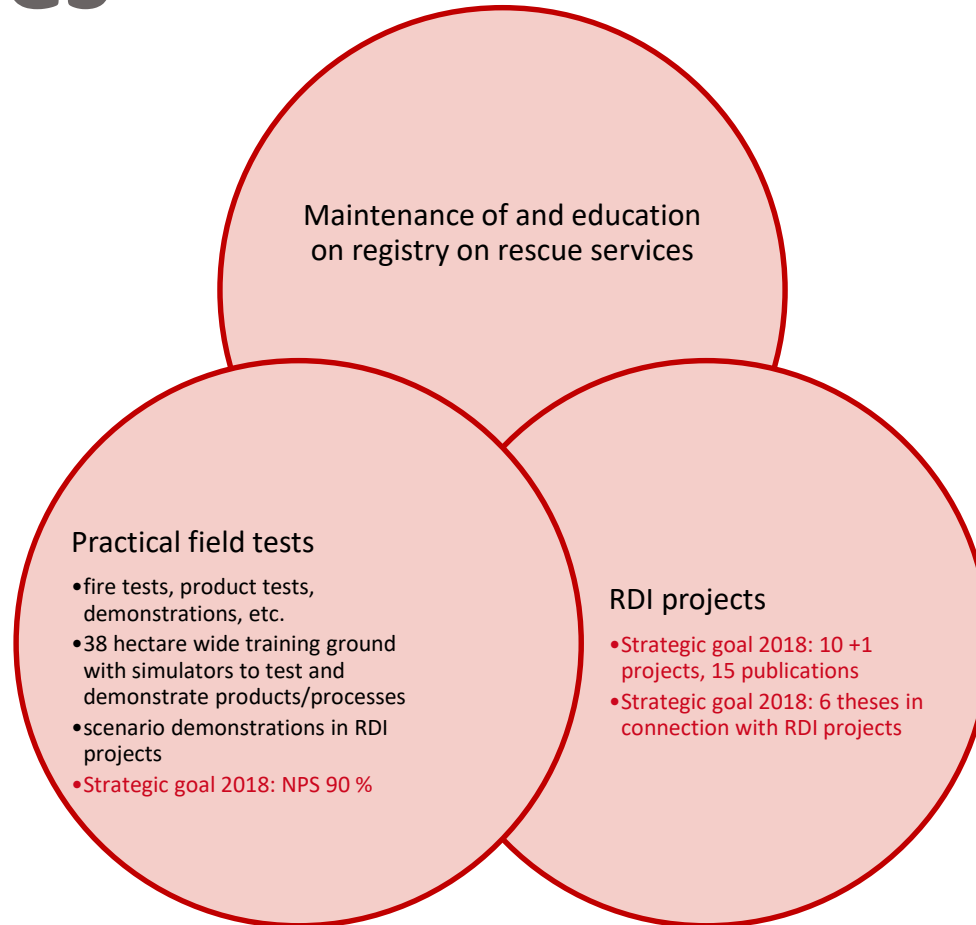 Maintenance of and education
on registry on rescue services
Practical field tests
•fire tests, product tests,
demonstrations, etc.
•38 hectare wide training ground
with simulators to test and
demonstrate products/processes
•scenario demonstrations in RDI
projects
•Strategic goal 2018: NPS 90 %
RDI projects
•Strategic goal 2018: 10 +1
projects, 15 publications
•Strategic goal 2018: 6 theses in
connection with RDI projects